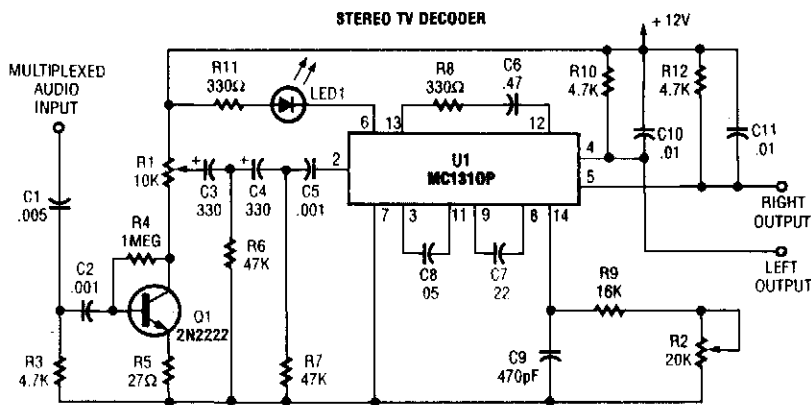 STEREO TV DECODER
+ 12V
MULTIPLEXED
AUDIO
INPUT
R11
330Ω
LED1
R8
330Ω
C6
.47
R10
4.7K
R12
4.7K
C10
.01
C11
.01
6
13
12
2
U1
MC1310P
4
5
R1
10K
+
C3
330
+
C4
330
C5
.001
C1
.005
R4
1MEG
C2
.001
Q1
2N2222
R6
47K
7
3
11
9
8
14
C8
05
C7
22
RIGHT
OUTPUT
LEFT
OUTPUT
R9
16K
R3
4.7K
R5
27Ω
R7
47K
C9
470pF
R2
20K